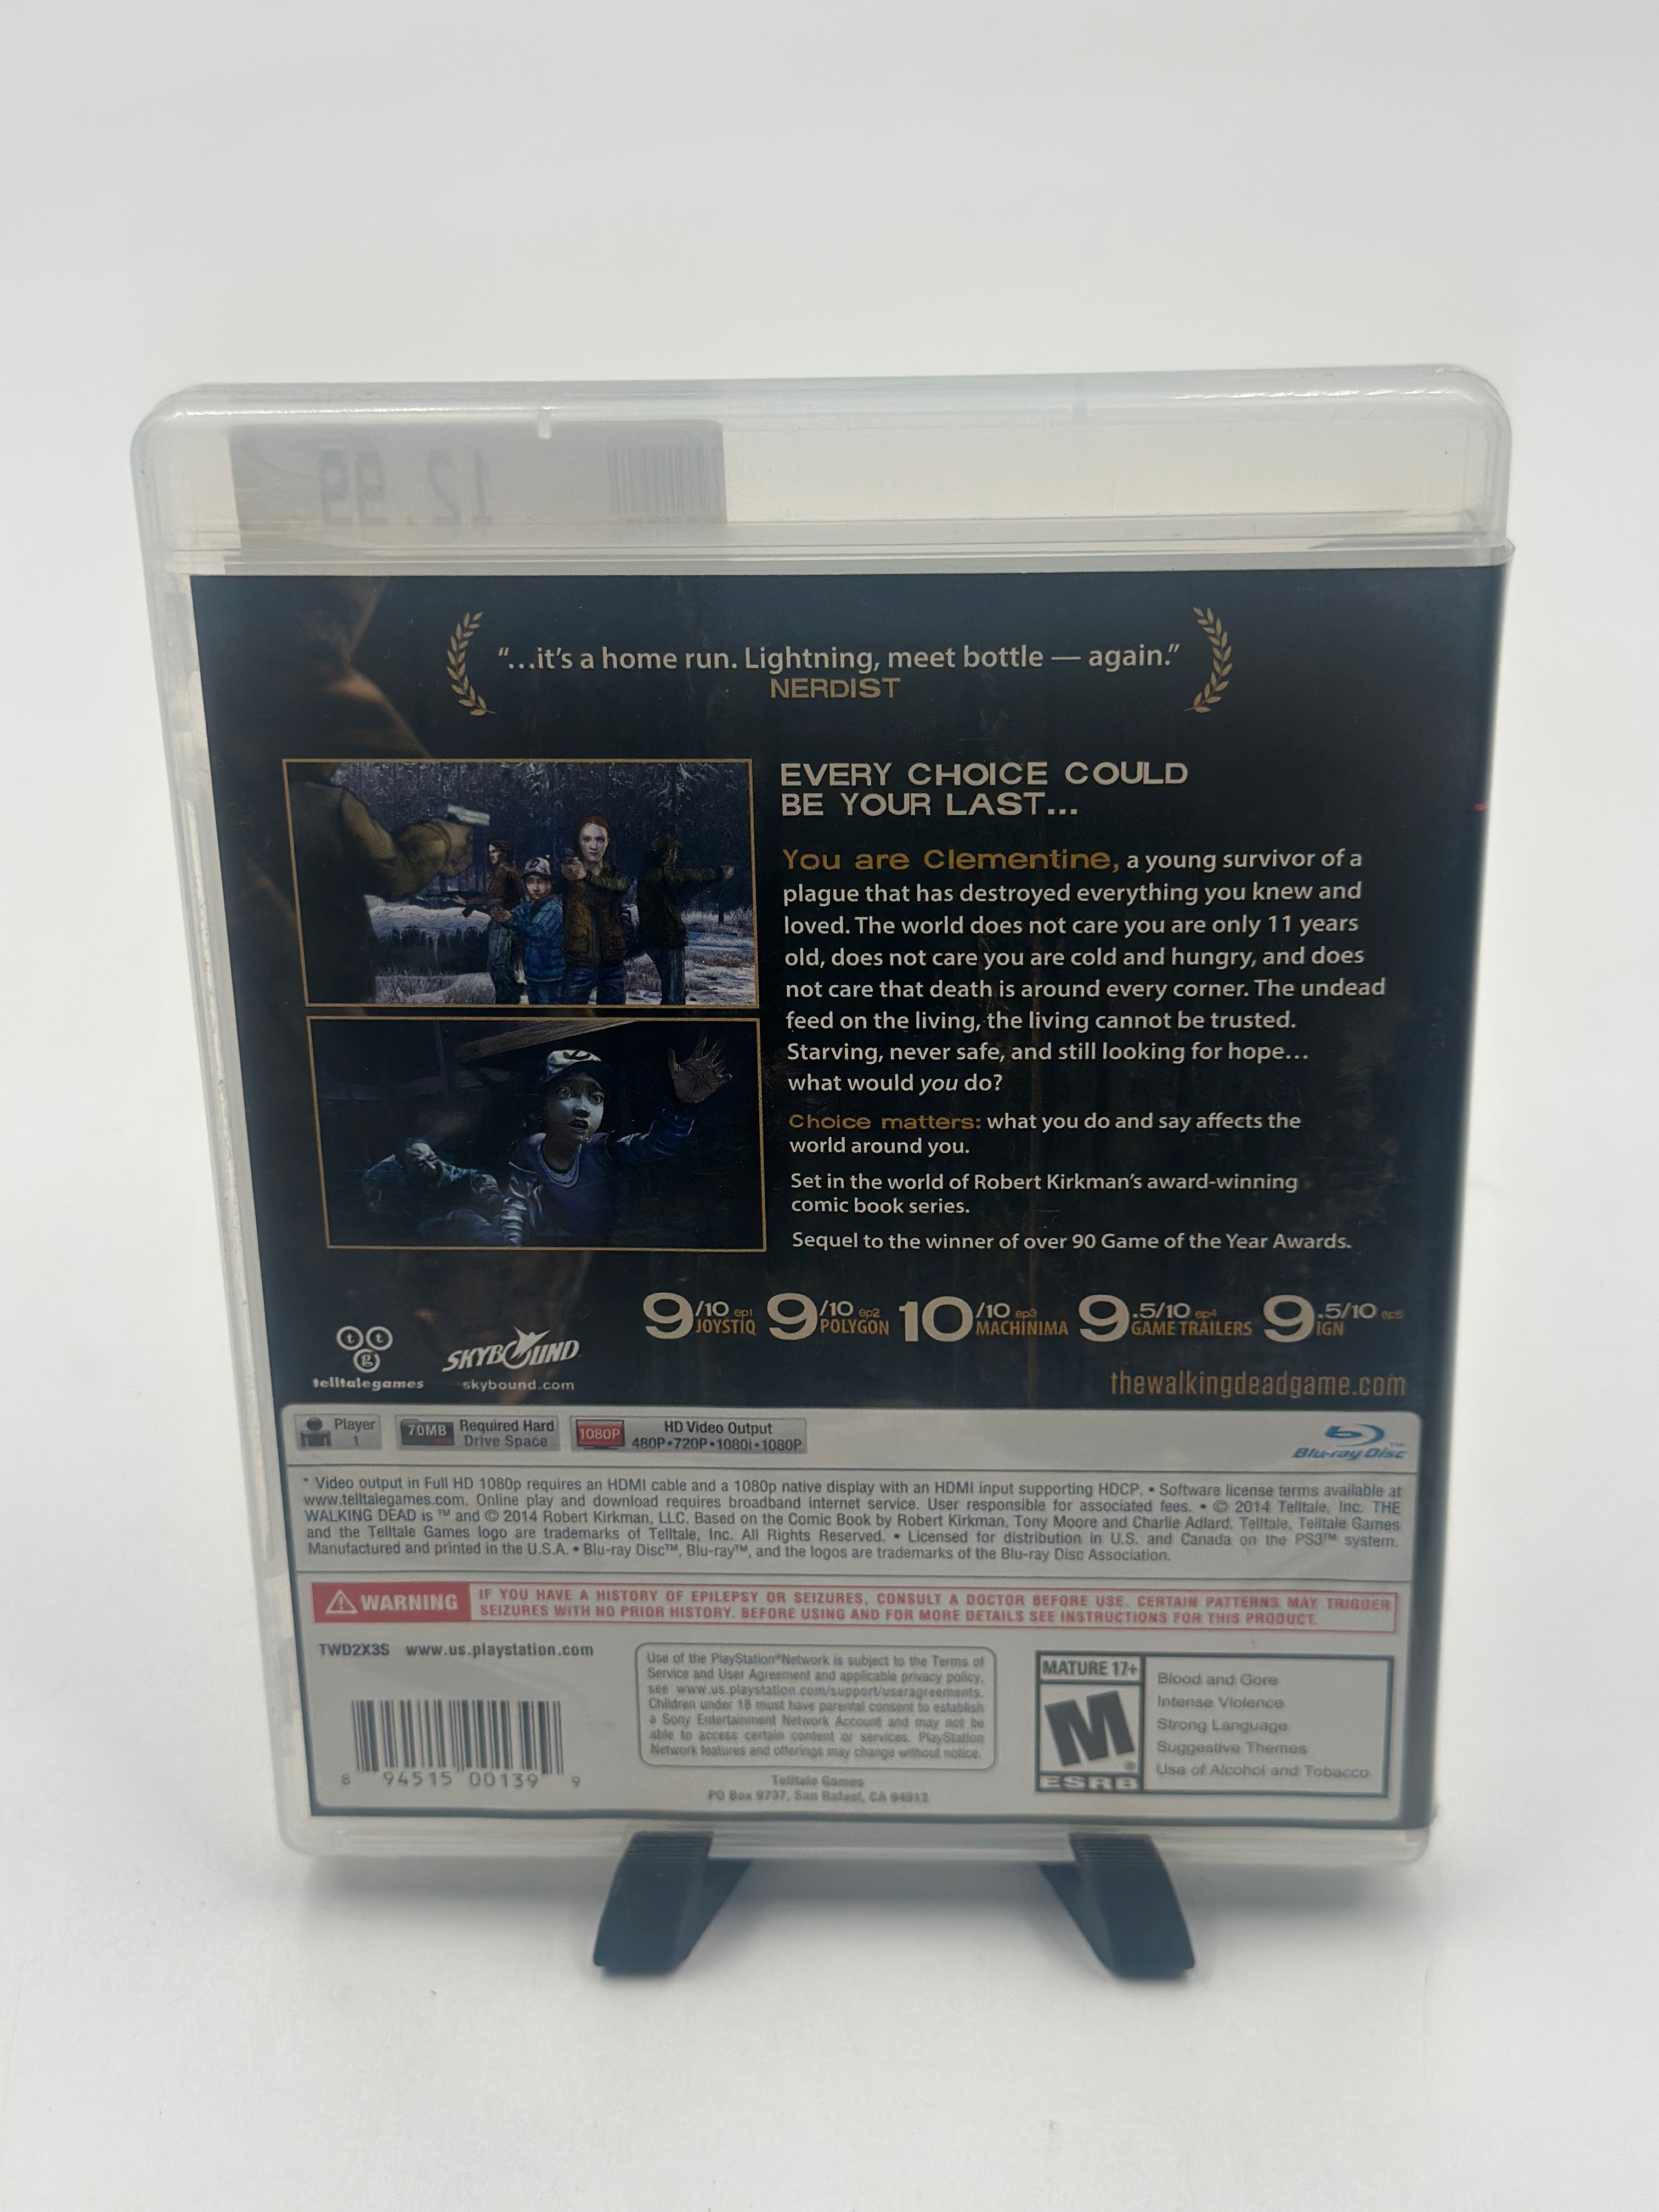 12 99
“...it’s a home run. Lightning, meet bottle — again.”
NERDIST
EVERY CHOICE COULD
BE YOUR LAST...
You are Clementine, a young survivor of a
plague that has destroyed everything you knew and
loved. The world does not care you are only 11 years
old, does not care you are cold and hungry, and does
not care that death is around every corner. The undead
feed on the living, the living cannot be trusted.
Starving, never safe, and still looking for hope...
what would you do?
Choice matters: what you do and say affects the
world around you.
Set in the world of Robert Kirkman’s award-winning
comic book series.
Sequel to the winner of over 90 Game of the Year Awards.
9/10 ep1 JOYSTIQ 9/10 ep2 POLYGON 10/10 ep3 MACHINIMA 9.5/10 ep4 GAME TRAILERS 9.5/10 ep5 IGN
ttg
telltalegames
SKYBOUND
skybound.com
thewalkingdeadgame.com
Player
1
70MB
Required Hard
Drive Space
1080P
HD Video Output
480P•720P•1080i•1080P
Blu-ray Disc™
* Video output in Full HD 1080p requires an HDMI cable and a 1080p native display with an HDMI input supporting HDCP. • Software license terms available at
www.telltalegames.com. Online play and download requires broadband internet service. User responsible for associated fees. • © 2014 Telltale, Inc. THE
WALKING DEAD is ™ and © 2014 Robert Kirkman, LLC. Based on the Comic Book by Robert Kirkman, Tony Moore and Charlie Adlard. Telltale, Telltale Games
and the Telltale Games logo are trademarks of Telltale, Inc. All Rights Reserved. • Licensed for distribution in U.S. and Canada on the PS3™ system.
Manufactured and printed in the U.S.A. • Blu-ray Disc™, Blu-ray™, and the logos are trademarks of the Blu-ray Disc Association.
WARNING
IF YOU HAVE A HISTORY OF EPILEPSY OR SEIZURES, CONSULT A DOCTOR BEFORE USE. CERTAIN PATTERNS MAY TRIGGER
SEIZURES WITH NO PRIOR HISTORY. BEFORE USING AND FOR MORE DETAILS SEE INSTRUCTIONS FOR THIS PRODUCT.
TWD2X3S www.us.playstation.com
8 94515 00139 9
Use of the PlayStation®Network is subject to the Terms of
Service and User Agreement and applicable privacy policy,
see www.us.playstation.com/support/useragreements.
Children under 18 must have parental consent to establish
a Sony Entertainment Network Account and may not be
able to access certain content or services. PlayStation
Network features and offerings may change without notice.
Telltale Games
PO Box 9737, San Rafael, CA 94912
MATURE 17+
M
®
ESRB
Blood and Gore
Intense Violence
Strong Language
Suggestive Themes
Use of Alcohol and Tobacco